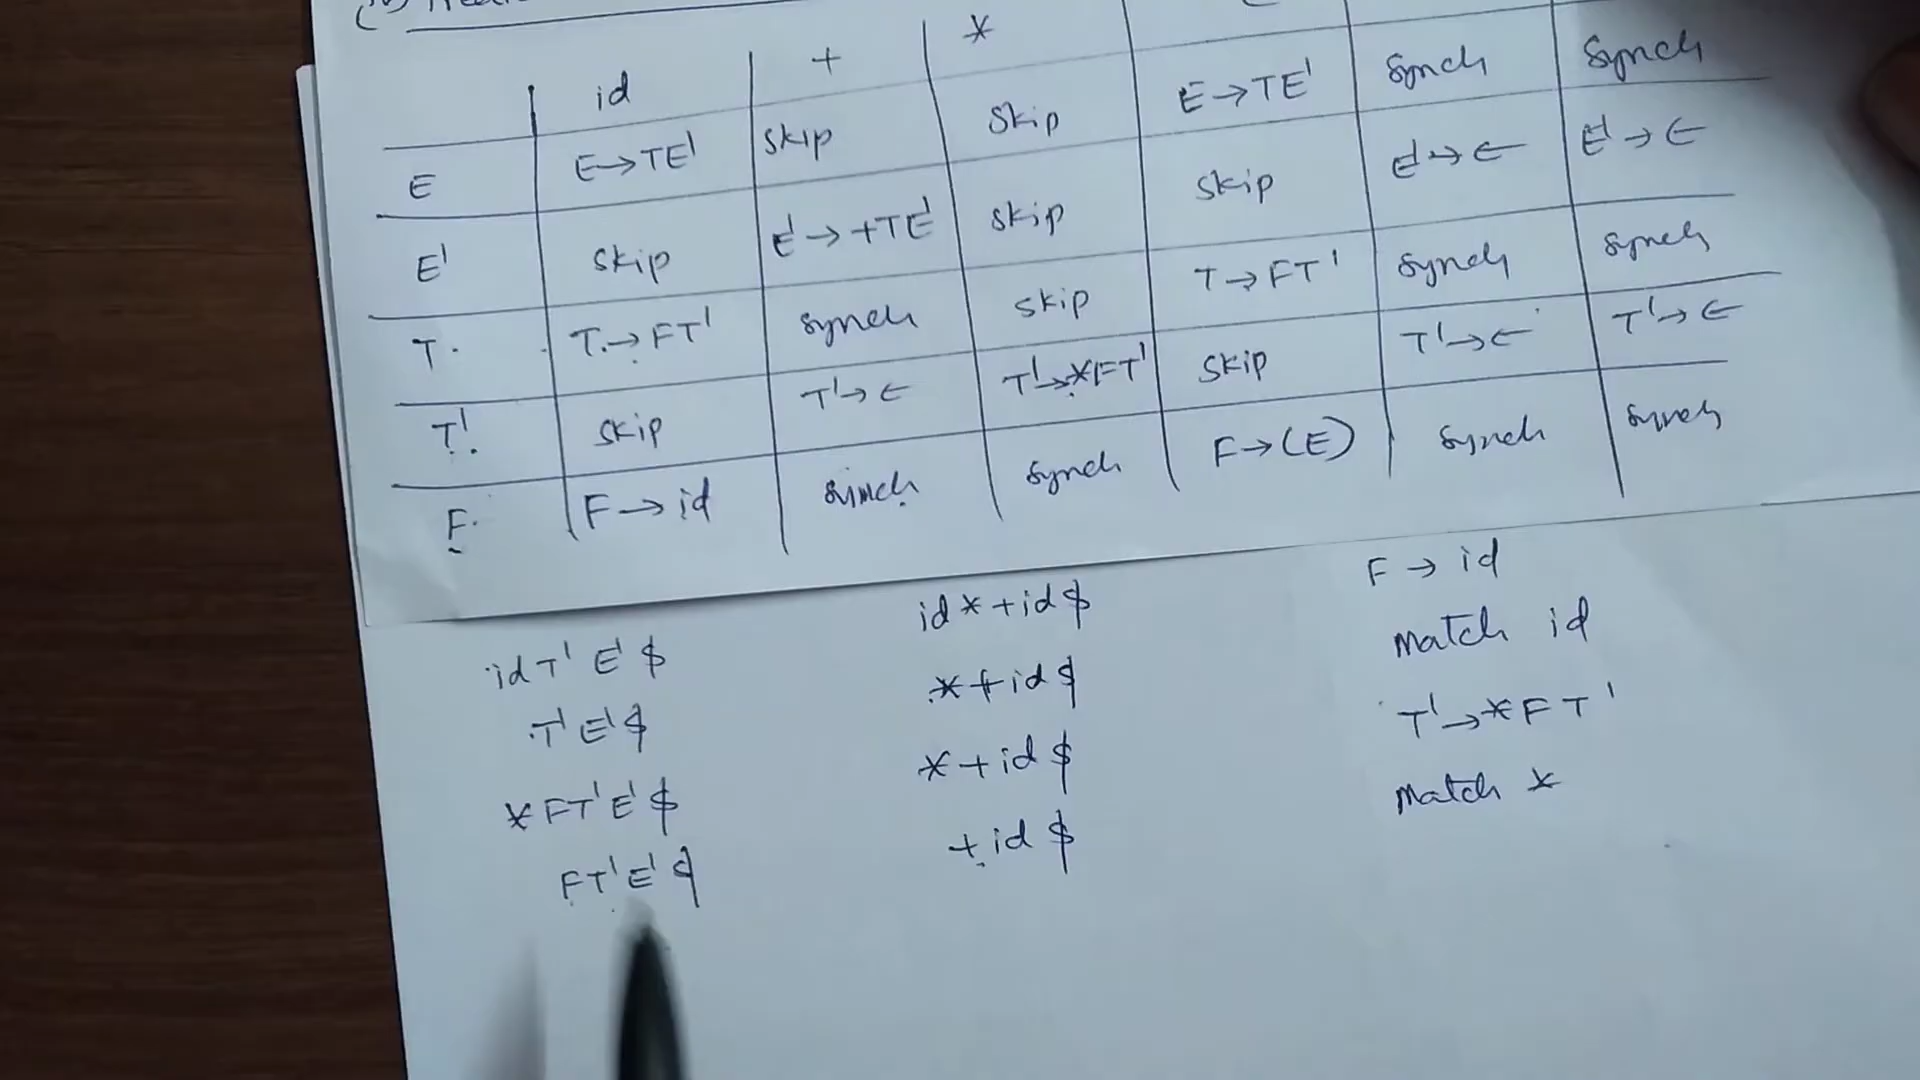 id + *
E E→TE' skip skip E→TE' Synch Synch
E' skip E'→+TE' skip skip E'→∈ E'→∈
T. T.→FT' synch skip T→FT' synch synch
T'. skip T'→∈ T'→*FT' skip T'→∈ T'→∈
F. F→id synch synch F→(E) synch synch
F→id
idT'E'$ id*+id$ Match id
T'E'$ *+id$ T'→*FT'
*FT'E'$ *+id$ Match *
FT'E'$ +id$